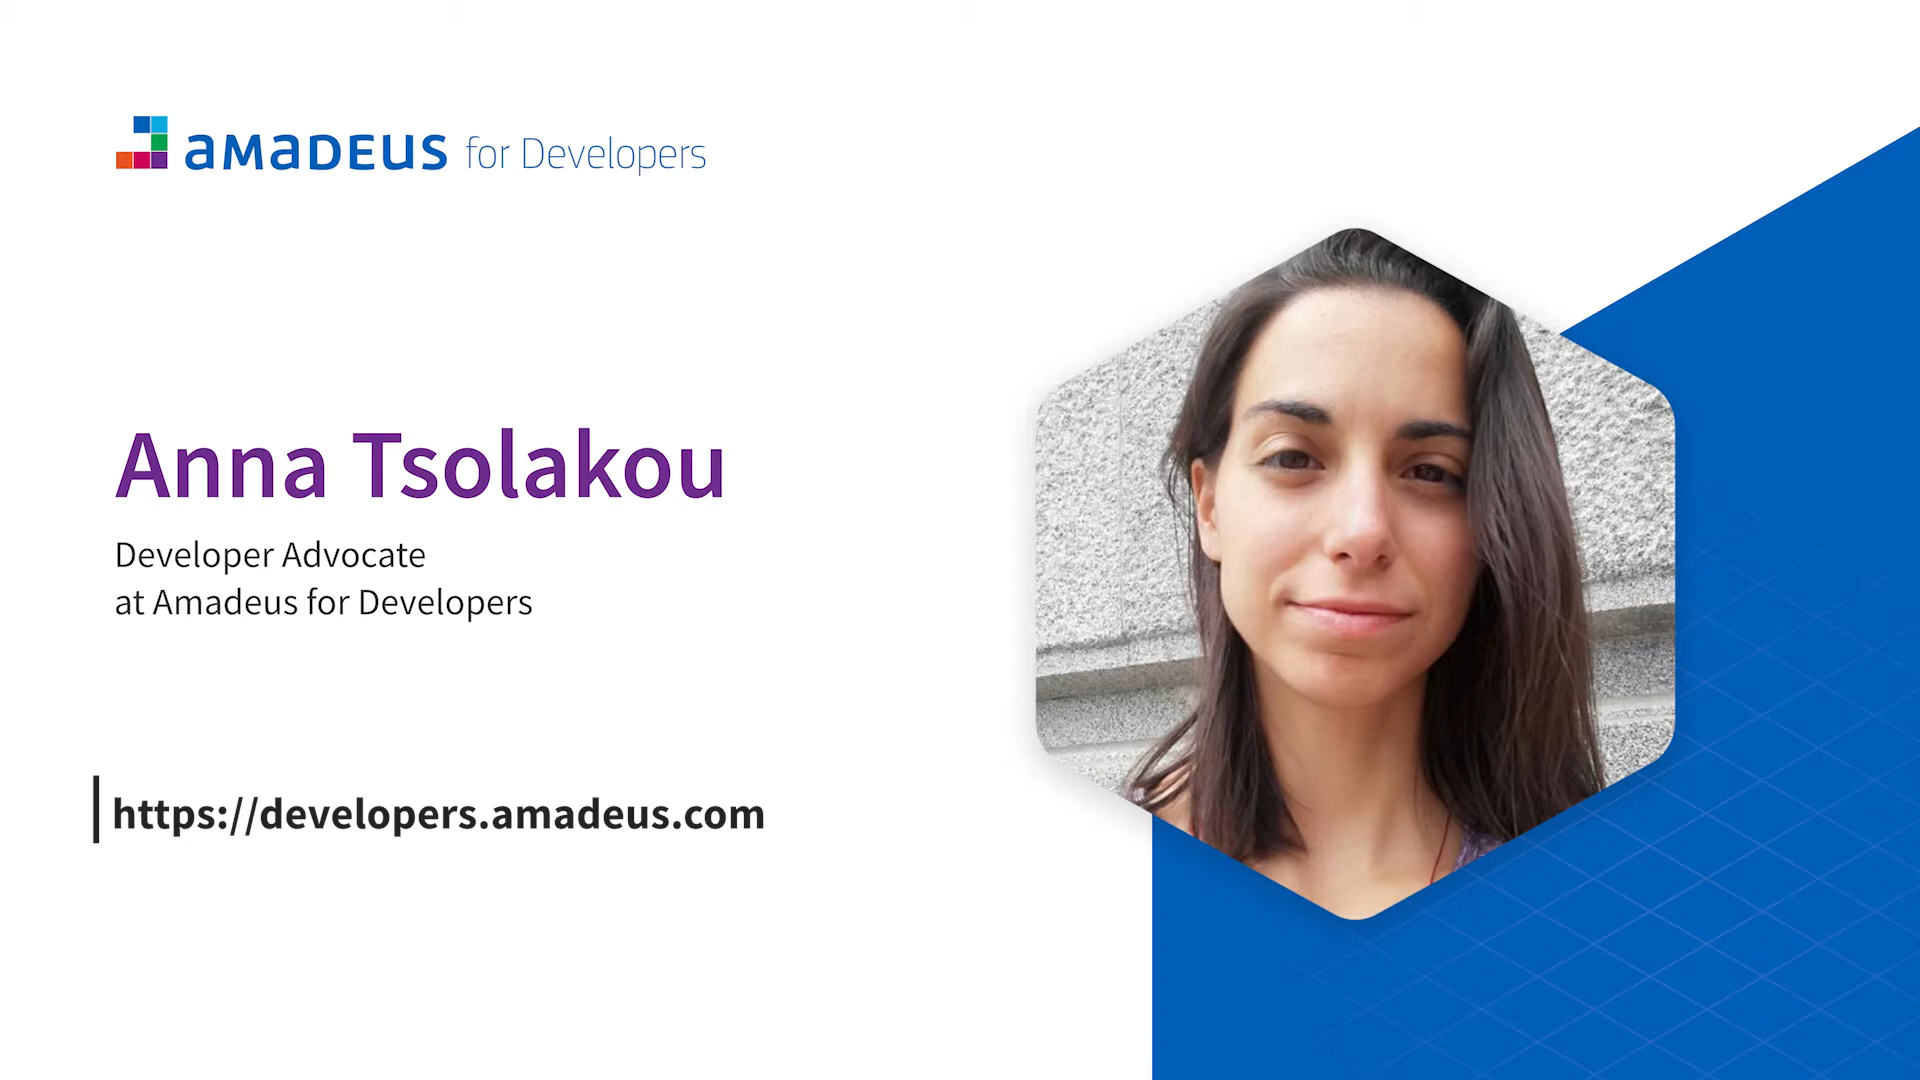 amadeus for Developers
Anna Tsolakou
Developer Advocate
at Amadeus for Developers
https://developers.amadeus.com